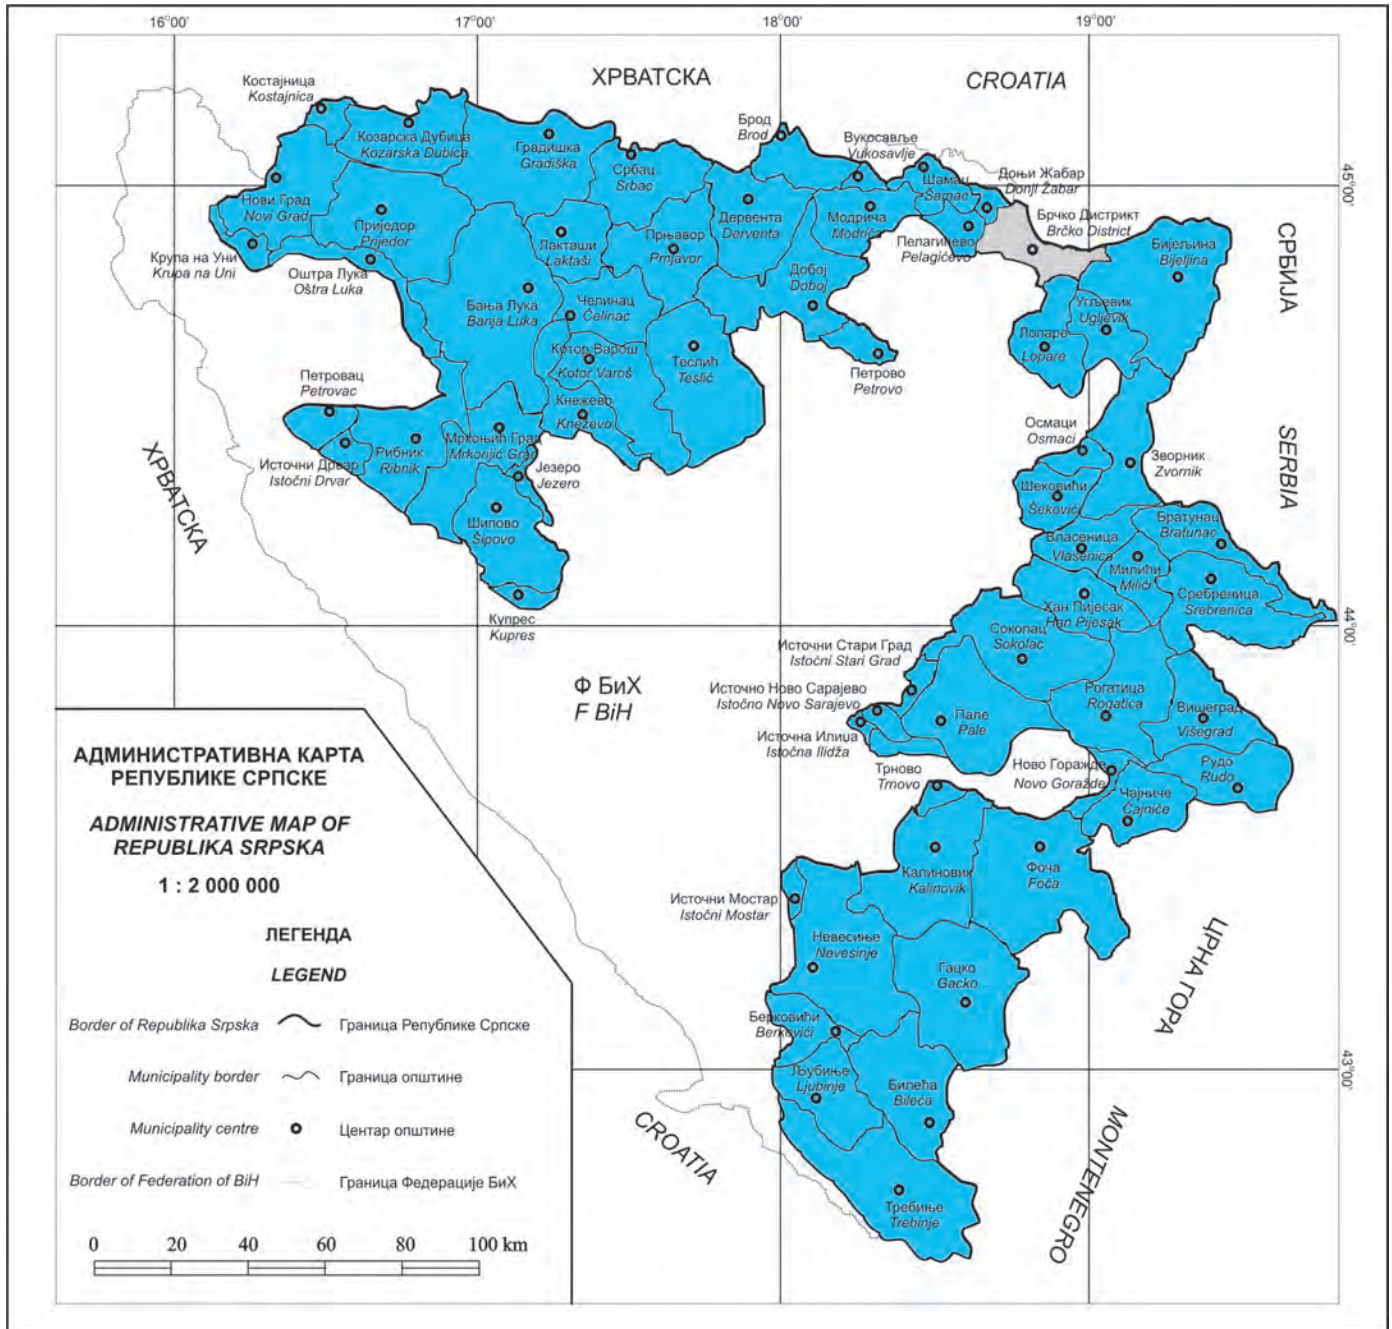 16°00'
17°00'
18°00'
19°00'
ХРВАТСКА
CROATIA
Костајница
Kostajnica
Козарска Дубица
Kozarska Dubica
Градишка
Gradiška
Србац
Srbac
Брод
Brod
Вукосавље
Vukosavlje
Шамац
Šamac
Доњи Жабар
Donji Žabar
45°00'
Нови Град
Novi Grad
Приједор
Prijedor
Лакташи
Laktaši
Прњавор
Prnjavor
Дервента
Derventa
Модрича
Modriča
Пелагићево
Pelagićevo
Брчко Дистрикт
Brčko District
Бијељина
Bijeljina
СРБИЈА
Крупа на Уни
Krupa na Uni
Оштра Лука
Oštra Luka
Бања Лука
Banja Luka
Челинац
Čelinac
Добој
Doboj
Угљевик
Ugljevik
Лопаре
Lopare
Котор Варош
Kotor Varoš
Теслић
Teslić
Петрово
Petrovo
Петровац
Petrovac
Кнежево
Kneževo
Осмаци
Osmaci
SERBIA
ХРВАТСКА
Источни Дрвар
Istočni Drvar
Рибник
Ribnik
Мркоњић Град
Mrkonjić Grad
Језеро
Jezero
Зворник
Zvornik
Шековићи
Šekovići
Шипово
Šipovo
Братунац
Bratunac
Власеница
Vlasenica
Милићи
Milići
Сребреница
Srebrenica
Хан Пијесак
Han Pijesak
Купрес
Kupres
44°00'
Соколац
Sokolac
Источни Стари Град
Istočni Stari Grad
Ф БиХ
F BiH
Источно Ново Сарајево
Istočno Novo Sarajevo
Рогатица
Rogatica
Вишеград
Višegrad
Пале
Pale
Источна Илиџа
Istočna Ilidža
Трново
Trnovo
Ново Горажде
Novo Goražde
Рудо
Rudo
Чајниче
Čajniče
Калиновик
Kalinovik
Фоча
Foča
Источни Мостар
Istočni Mostar
Невесиње
Nevesinje
Гацко
Gacko
ЦРНА ГОРА
Берковићи
Berkovići
43°00'
Љубиње
Ljubinje
Билећа
Bileća
CROATIA
MONTENEGRO
Требиње
Trebinje
АДМИНИСТРАТИВНА КАРТА
РЕПУБЛИКЕ СРПСКЕ
ADMINISTRATIVE MAP OF
REPUBLIKA SRPSKA
1 : 2 000 000
ЛЕГЕНДА
LEGEND
Border of Republika Srpska Граница Републике Српске
Municipality border Граница општине
Municipality centre Центар општине
Border of Federation of BiH Граница Федерације БиХ
0 20 40 60 80 100 km